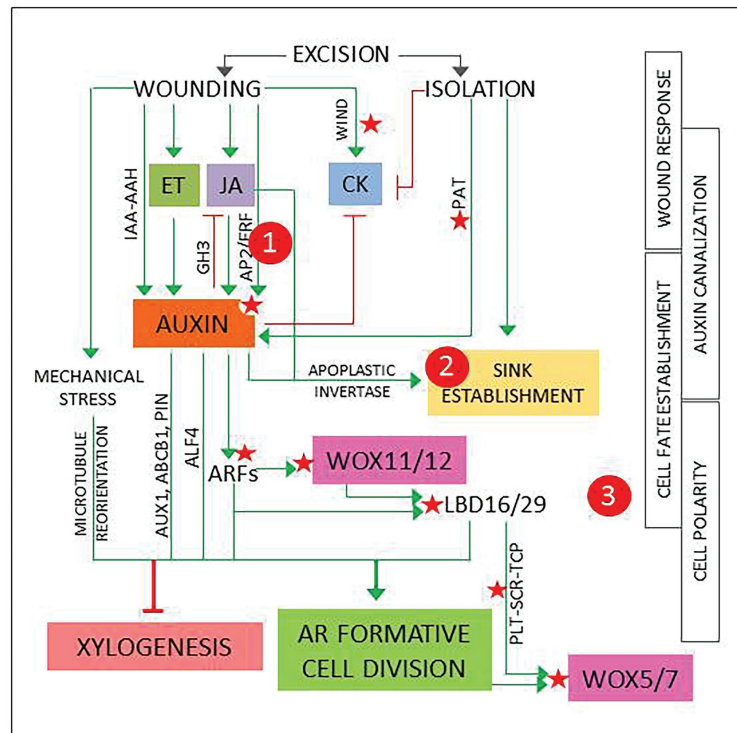 EXCISION
WOUNDING
ISOLATION
WIND
ET
JA
CK
IAA-AAH
GH3
AP2/ERF
1
PAT
AUXIN
MECHANICAL
STRESS
APOPLASTIC
INVERTASE
2
SINK
ESTABLISHMENT
MICROTUBULE
REORIENTATION
AUX1, ABCB1, PIN
ALF4
ARFs
WOX11/12
LBD16/29
3
PLT-SCR-TCP
XYLOGENESIS
AR FORMATIVE
CELL DIVISION
WOX5/7
WOUND RESPONSE
AUXIN CANALIZATION
CELL FATE ESTABLISHMENT
CELL POLARITY